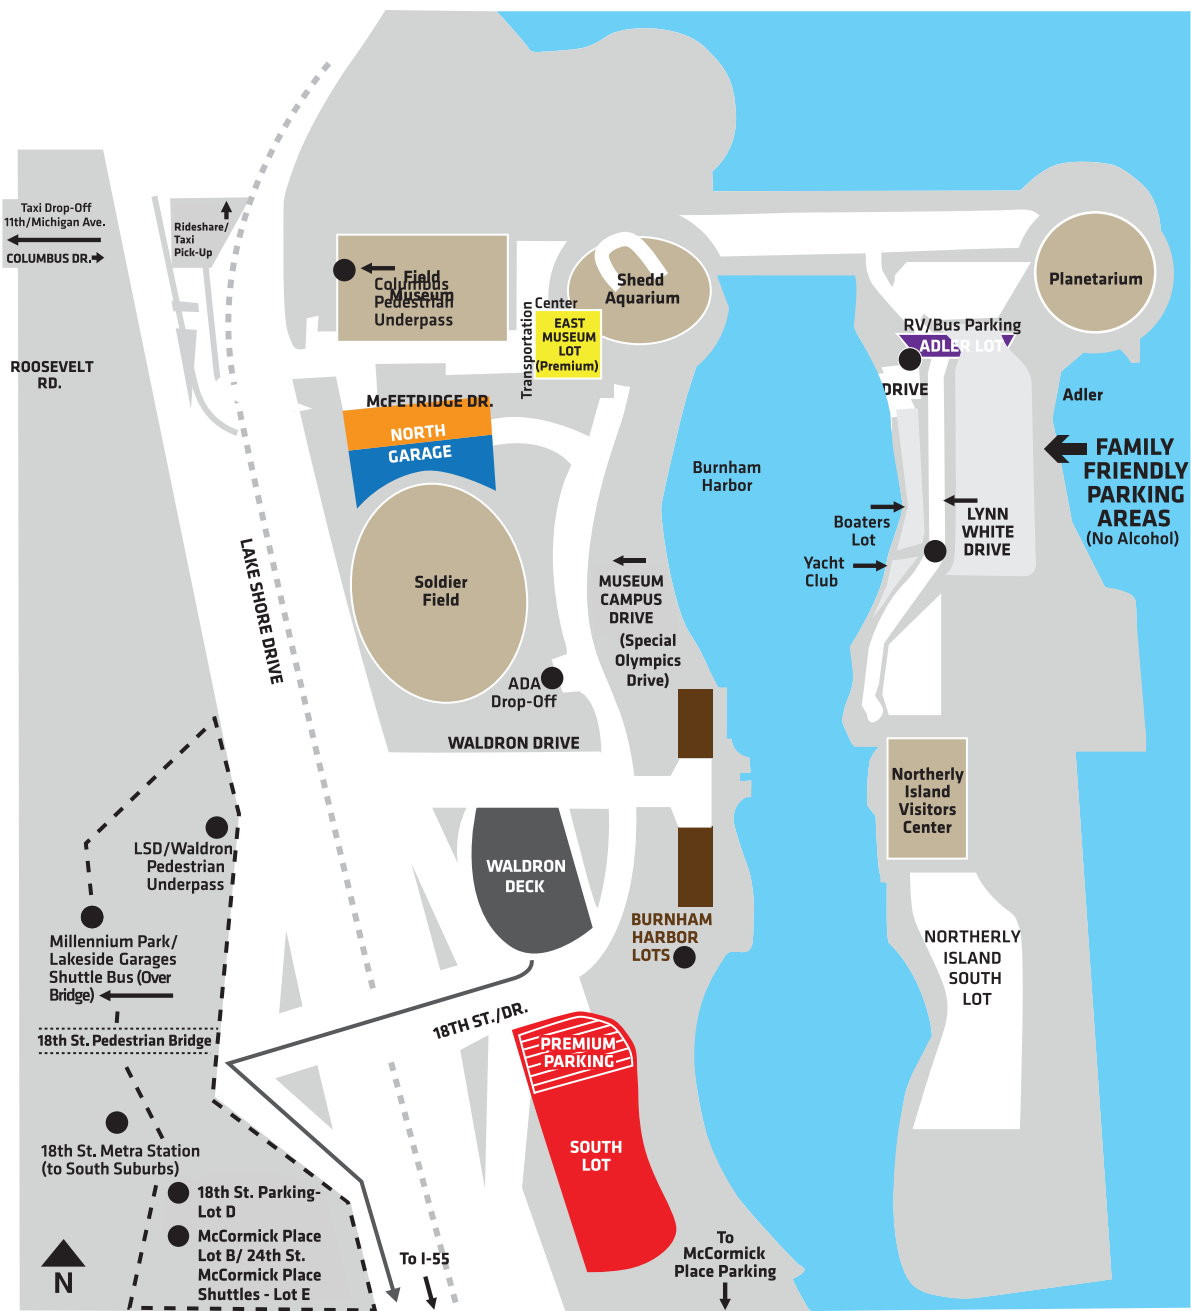 Taxi Drop-Off
11th/Michigan Ave.
COLUMBUS DR.
Rideshare/
Taxi
Pick-Up
ROOSEVELT
RD.
Field
Museum
Columbus
Pedestrian
Underpass
Transportation
Center
EAST
MUSEUM
LOT
(Premium)
Shedd
Aquarium
Planetarium
RV/Bus Parking
ADLER LOT
DRIVE
Adler
McFETRIDGE DR.
NORTH
GARAGE
Burnham
Harbor
FAMILY
FRIENDLY
PARKING
AREAS
(No Alcohol)
Boaters
Lot
LYNN
WHITE
DRIVE
Yacht
Club
LAKE SHORE DRIVE
Soldier
Field
MUSEUM
CAMPUS
DRIVE
(Special
Olympics
Drive)
ADA
Drop-Off
WALDRON DRIVE
Northerly
Island
Visitors
Center
LSD/Waldron
Pedestrian
Underpass
WALDRON
DECK
BURNHAM
HARBOR
LOTS
NORTHERLY
ISLAND
SOUTH
LOT
Millennium Park/
Lakeside Garages
Shuttle Bus (Over
Bridge)
18TH ST./DR.
18th St. Pedestrian Bridge
PREMIUM
PARKING
SOUTH
LOT
18th St. Metra Station
(to South Suburbs)
18th St. Parking-
Lot D
McCormick Place
Lot B/ 24th St.
McCormick Place
Shuttles - Lot E
To I-55
To
McCormick
Place Parking
N